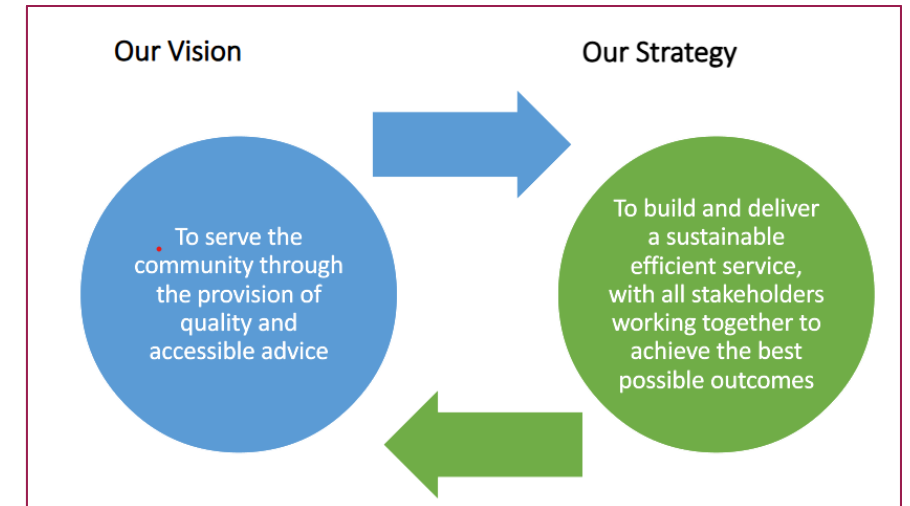 Our Vision
Our Strategy
To serve the
community through
the provision of
quality and
accessible advice
To build and deliver
a sustainable
efficient service,
with all stakeholders
working together to
achieve the best
possible outcomes